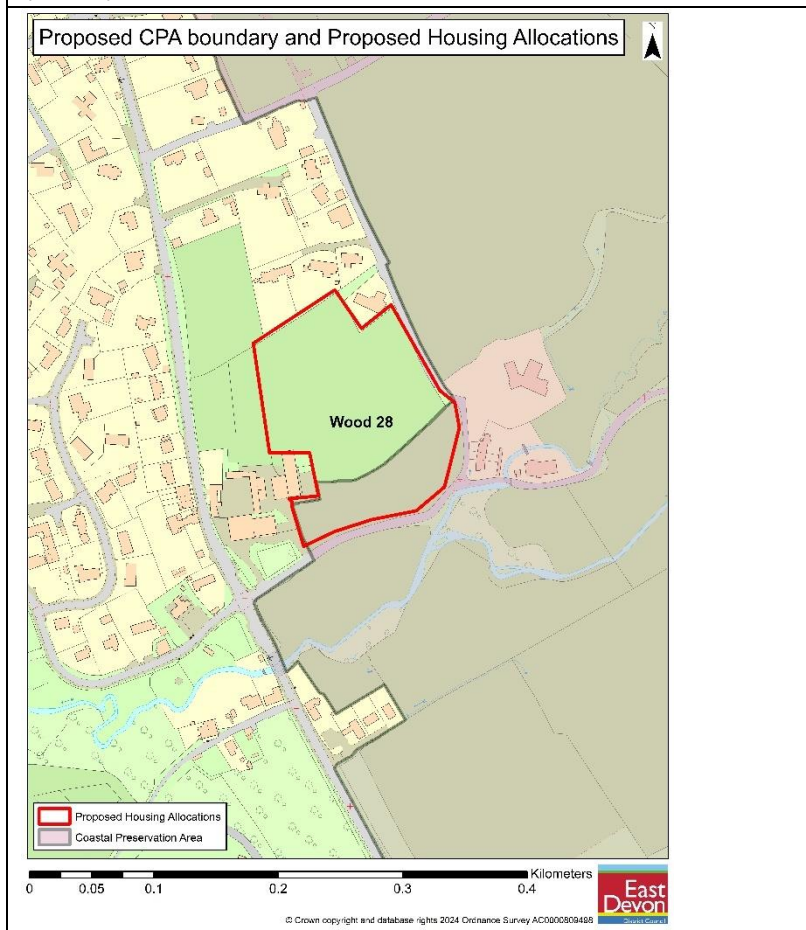 Proposed CPA boundary and Proposed Housing Allocations
N
Wood 28
Proposed Housing Allocations
Coastal Preservation Area
Kilometers
0 0.05 0.1 0.2 0.3 0.4
East
Devon
District Council
© Crown copyright and database rights 2024 Ordnance Survey AC0000809498